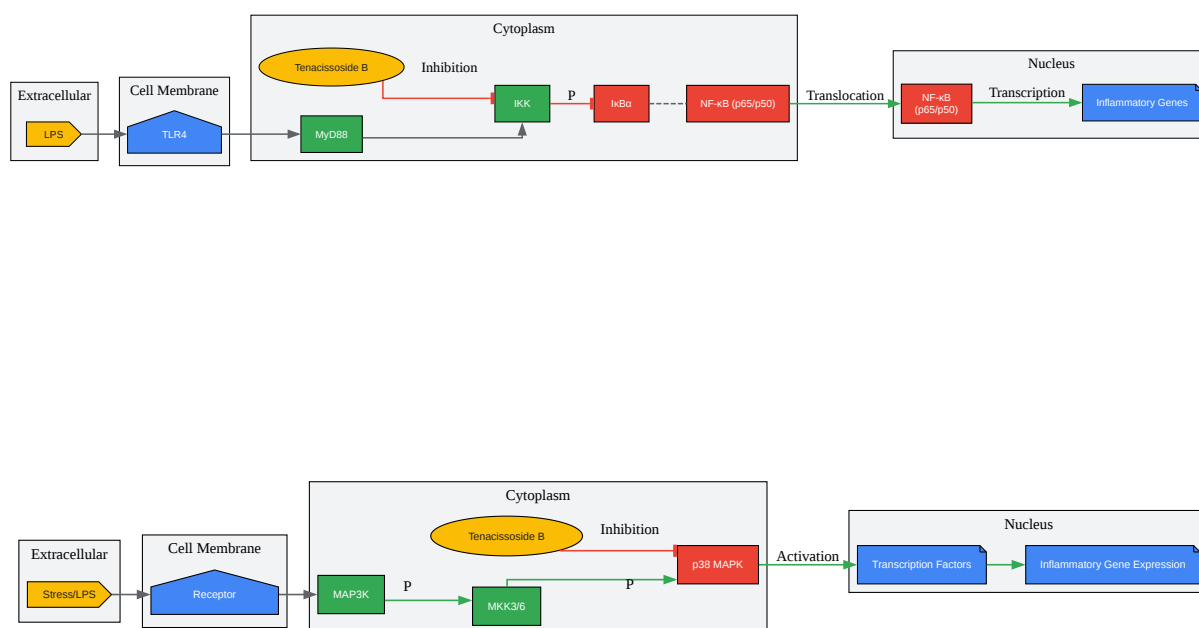 Cytoplasm
Tenacissoside B
Inhibition
Nucleus
Extracellular
Cell Membrane
LPS
TLR4
MyD88
IKK
P
IκBα
NF-κB (p65/p50)
Translocation
NF-κB
(p65/p50)
Transcription
Inflammatory Genes
Cytoplasm
Tenacissoside B
Inhibition
Nucleus
Extracellular
Cell Membrane
Stress/LPS
Receptor
MAP3K
P
MKK3/6
P
p38 MAPK
Activation
Transcription Factors
Inflammatory Gene Expression